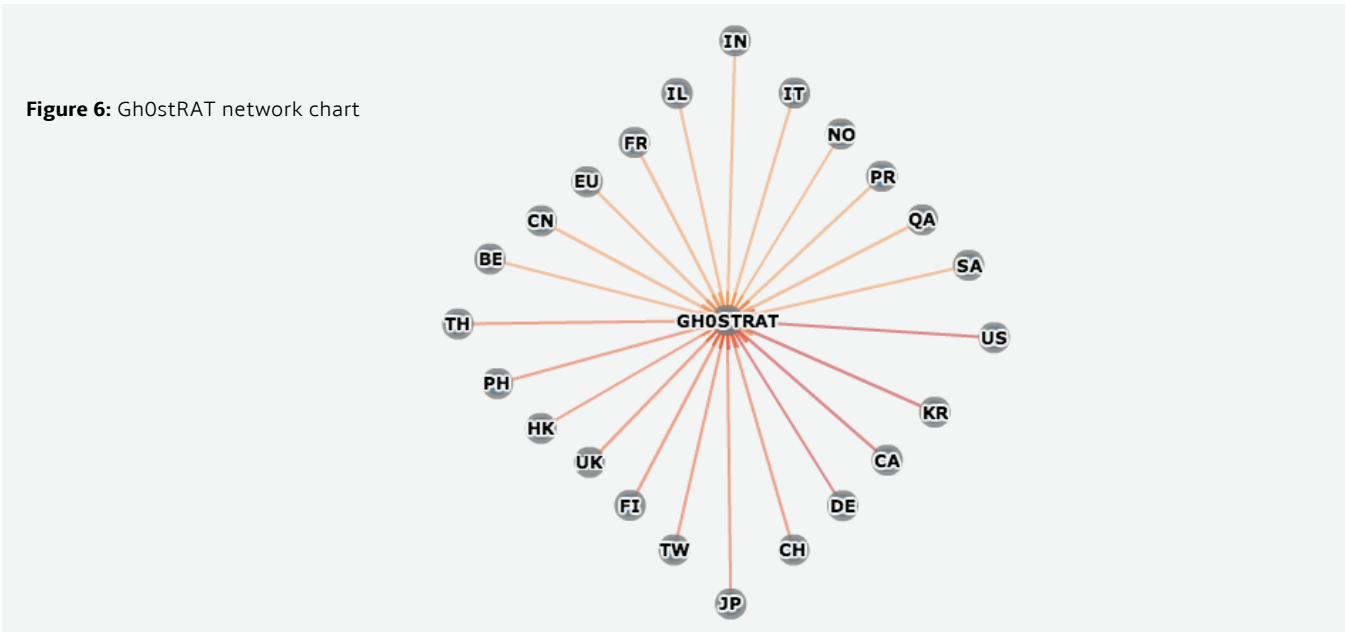 IN
IL
IT
Figure 6: Gh0stRAT network chart
NO
FR
PR
EU
QA
CN
BE
SA
GH0STRAT
TH
US
PH
KR
HK
CA
UK
FI
DE
TW
CH
JP